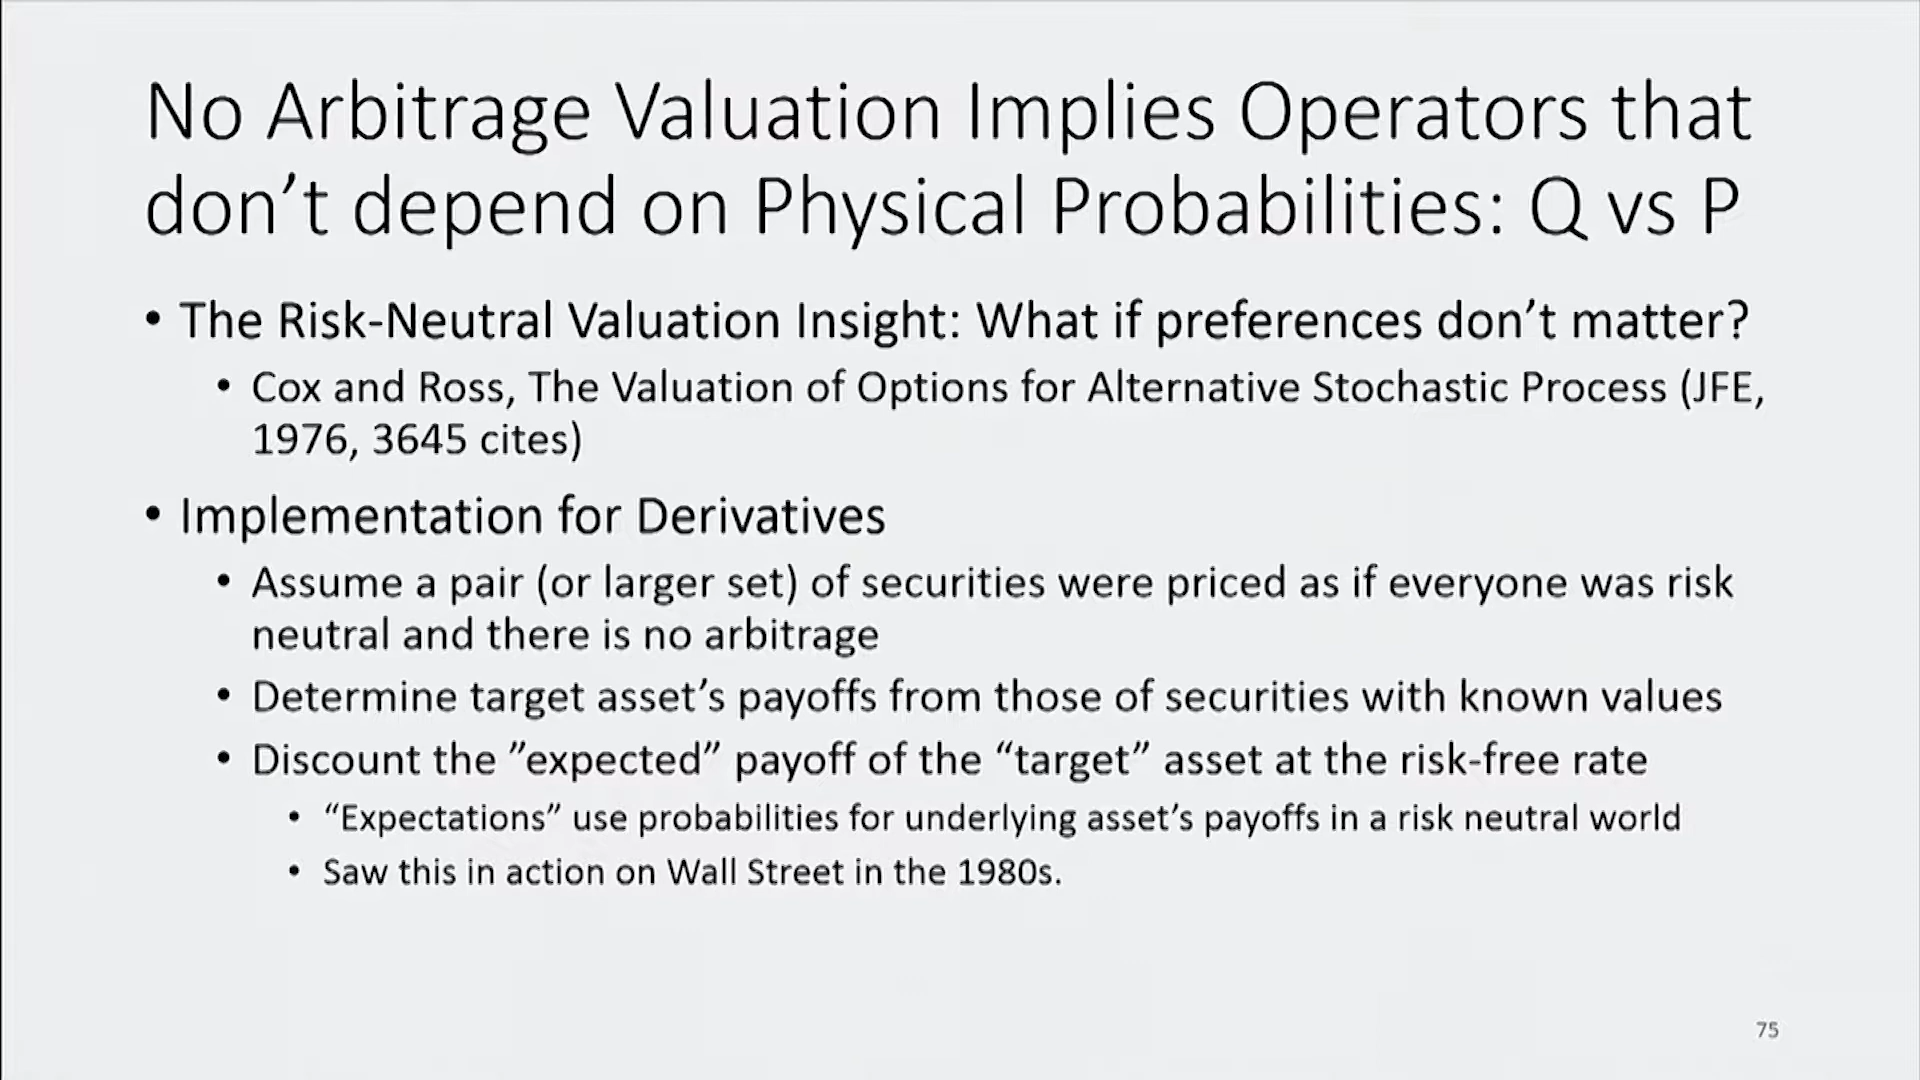 No Arbitrage Valuation Implies Operators that
don’t depend on Physical Probabilities: Q vs P
• The Risk-Neutral Valuation Insight: What if preferences don’t matter?
• Cox and Ross, The Valuation of Options for Alternative Stochastic Process (JFE,
1976, 3645 cites)
• Implementation for Derivatives
• Assume a pair (or larger set) of securities were priced as if everyone was risk
neutral and there is no arbitrage
• Determine target asset’s payoffs from those of securities with known values
• Discount the ”expected” payoff of the “target” asset at the risk-free rate
• “Expectations” use probabilities for underlying asset’s payoffs in a risk neutral world
• Saw this in action on Wall Street in the 1980s.
75